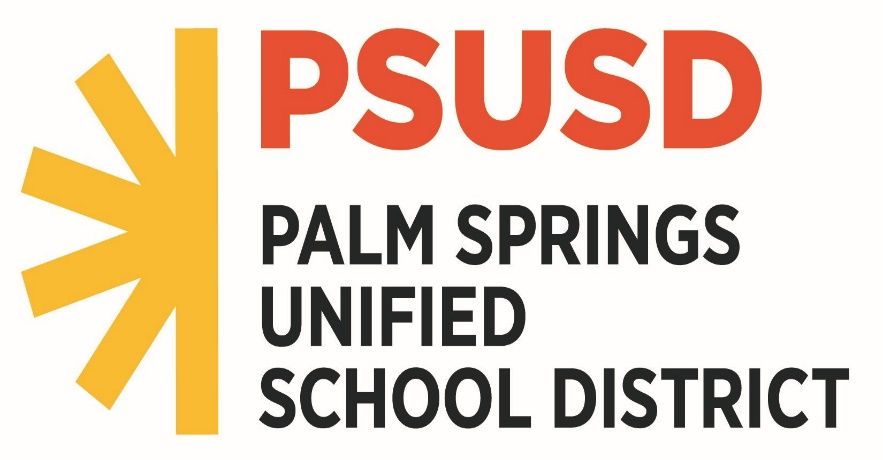 PSUSD
PALM SPRINGS
UNIFIED
SCHOOL DISTRICT